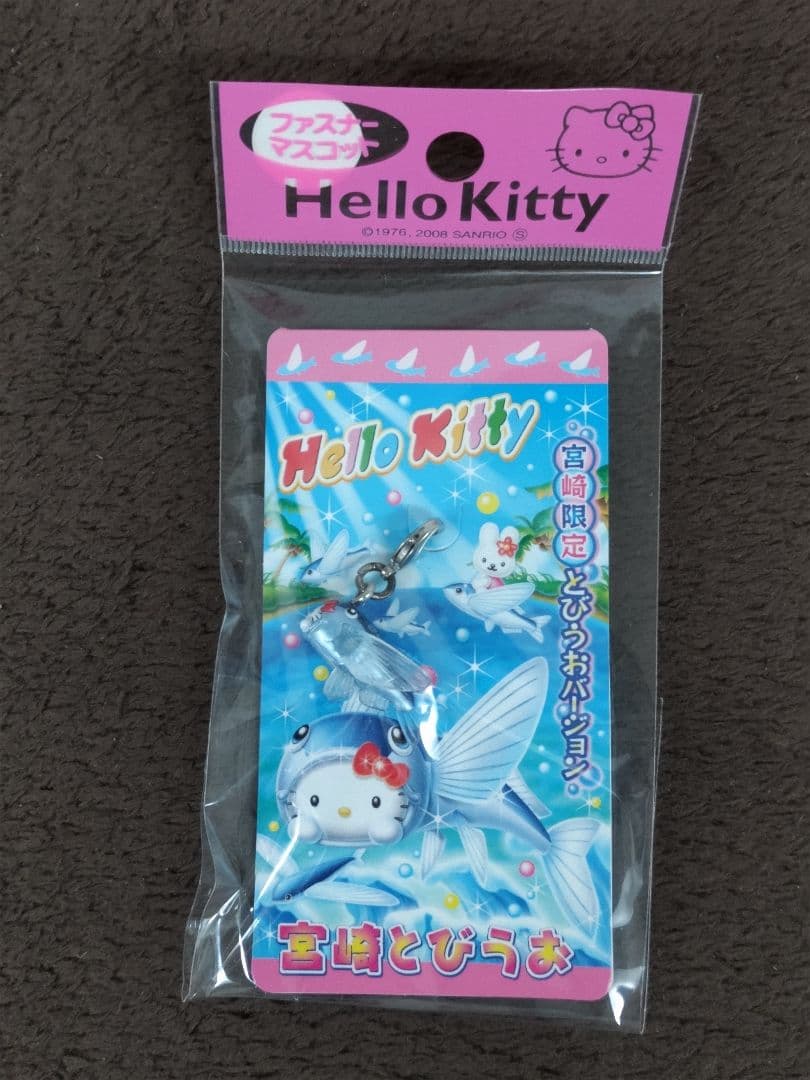 ファスナー
マスコット
Hello Kitty
©1976, 2008 SANRIO Ⓢ
Hello Kitty
宮崎限定とびうおバージョン
宮崎とびうお